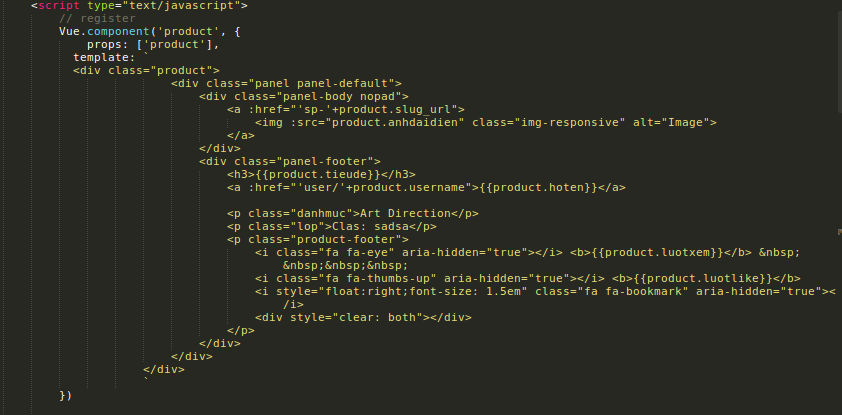 <script type="text/javascript">
// register
Vue.component('product', {
props: ['product'],
template: `
<div class="product">
<div class="panel panel-default">
<div class="panel-body nopad">
<a :href="'sp-'+product.slug_url">
<img :src="product.anhdaidien" class="img-responsive" alt="Image">
</a>
</div>
<div class="panel-footer">
<h3>{{product.tieude}}</h3>
<a :href="'user/'+product.username">{{product.hoten}}</a>
<p class="danhmuc">Art Direction</p>
<p class="lop">Clas: sadsa</p>
<p class="product-footer">
<i class="fa fa-eye" aria-hidden="true"></i> <b>{{product.luotxem}}</b> &nbsp;
&nbsp;&nbsp;&nbsp;
<i class="fa fa-thumbs-up" aria-hidden="true"></i> <b>{{product.luotlike}}</b>
<i style="float:right;font-size: 1.5em" class="fa fa-bookmark" aria-hidden="true"><
/i>
<div style="clear: both"></div>
</p>
</div>
</div>
</div>
`
})